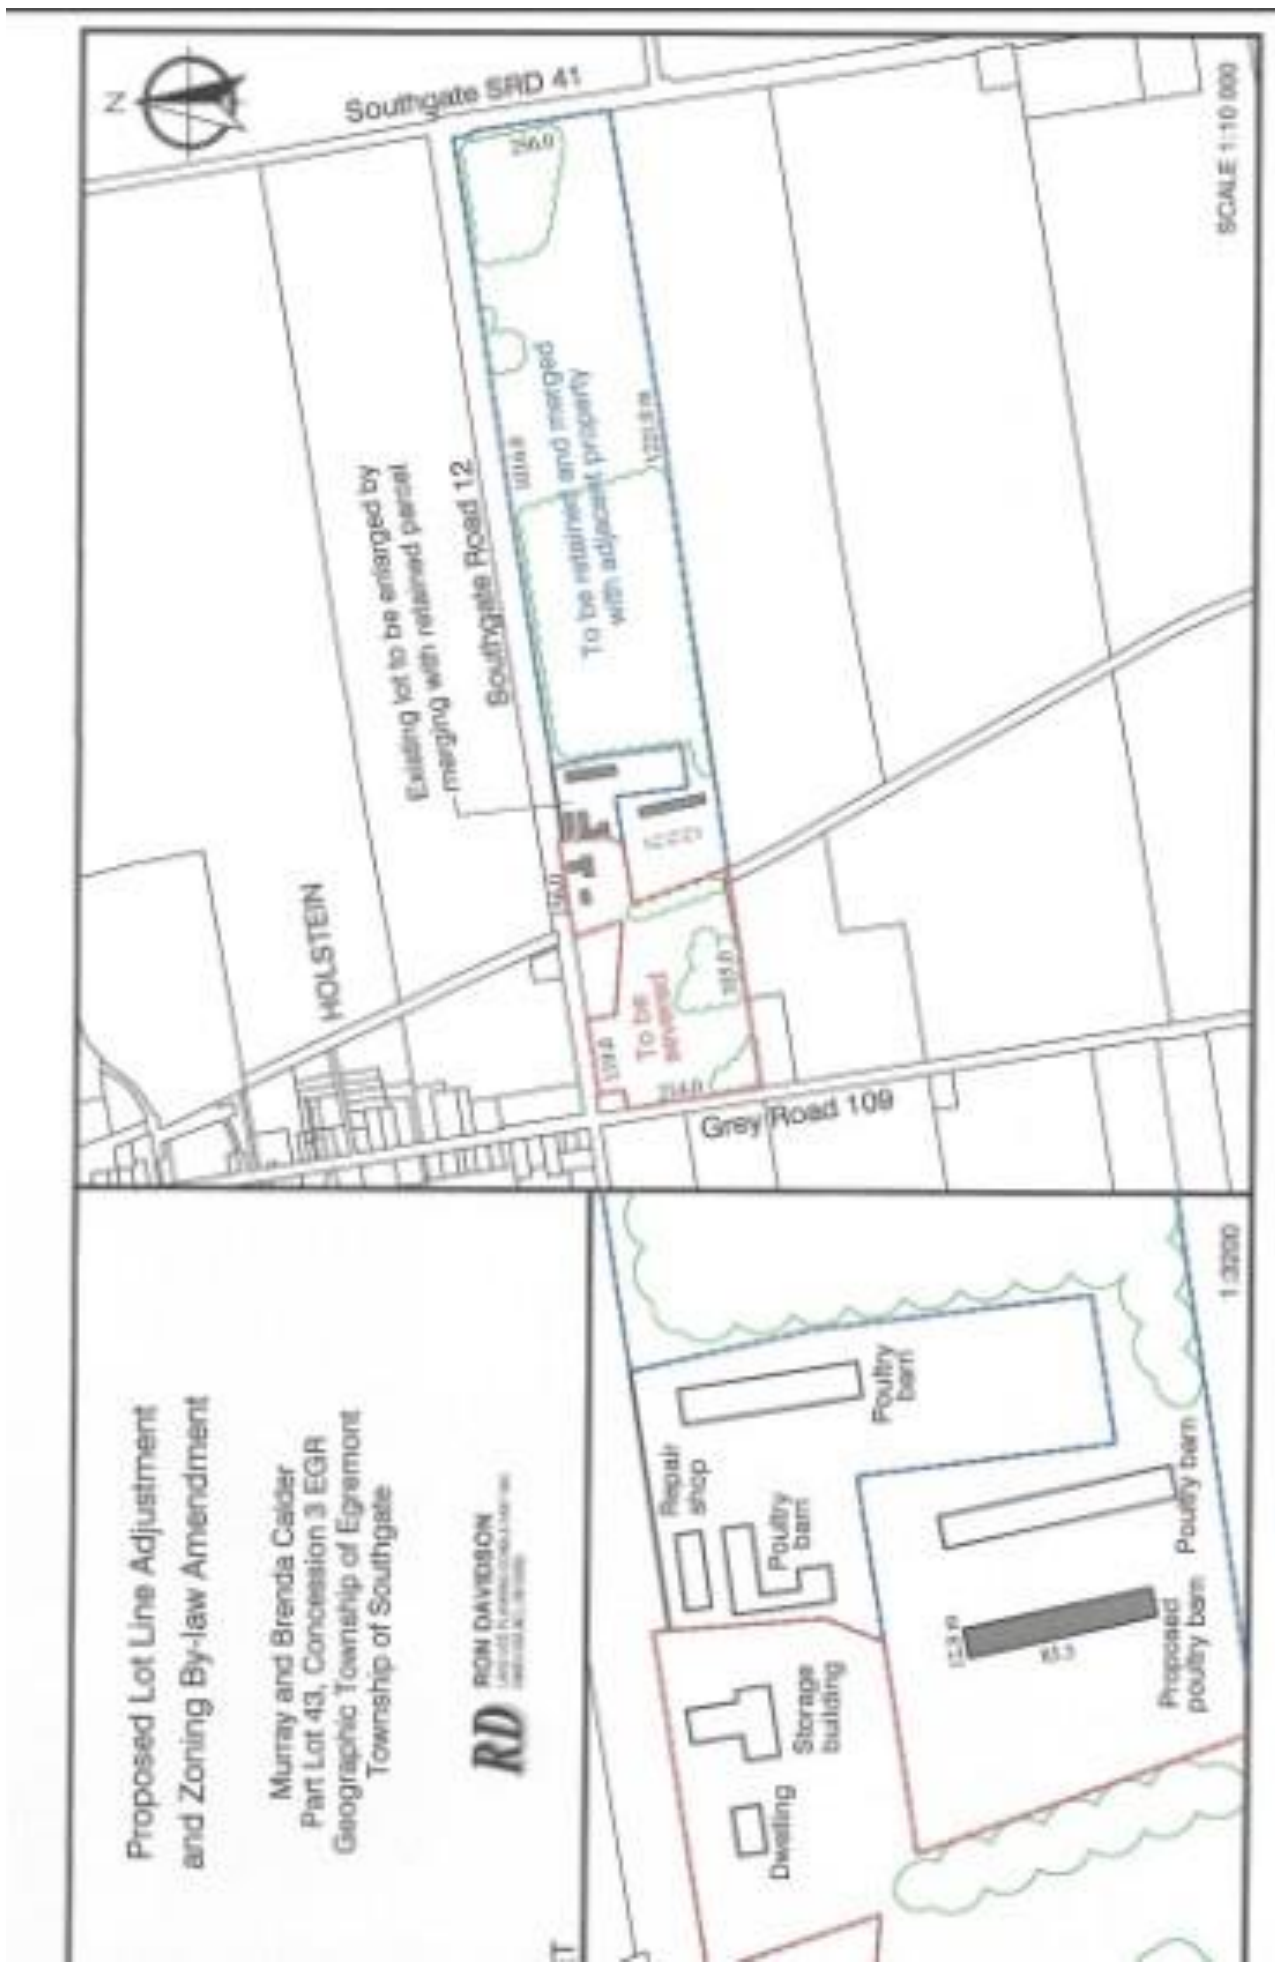 Proposed Lot Line Adjustment
and Zoning By-law Amendment
Murray and Brenda Calder
Part Lot 43, Concession 3 EGR
Geographic Township of Egremont
Township of Southgate
RD
RON DAVIDSON
N
Southgate SRD 41
256.0
Existing lot to be enlarged by
merging with retained parcel
Southgate Road 12
To be retained and merged
with adjacent property
HOLSTEIN
To be
severed
Grey Road 109
SCALE 1:10 000
Repair
shop
Poultry
barn
Poultry
barn
Poultry barn
Proposed
poultry barn
Storage
building
Dwelling
1:3200